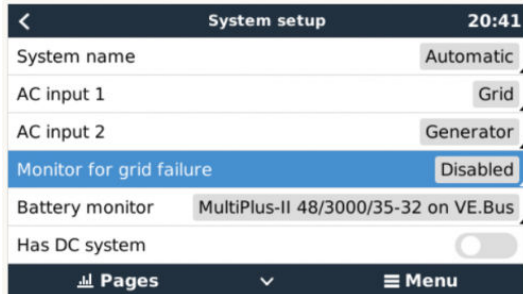 System setup 20:41
System name Automatic
AC input 1 Grid
AC input 2 Generator
Monitor for grid failure Disabled
Battery monitor MultiPlus-II 48/3000/35-32 on VE.Bus
Has DC system
Pages Menu